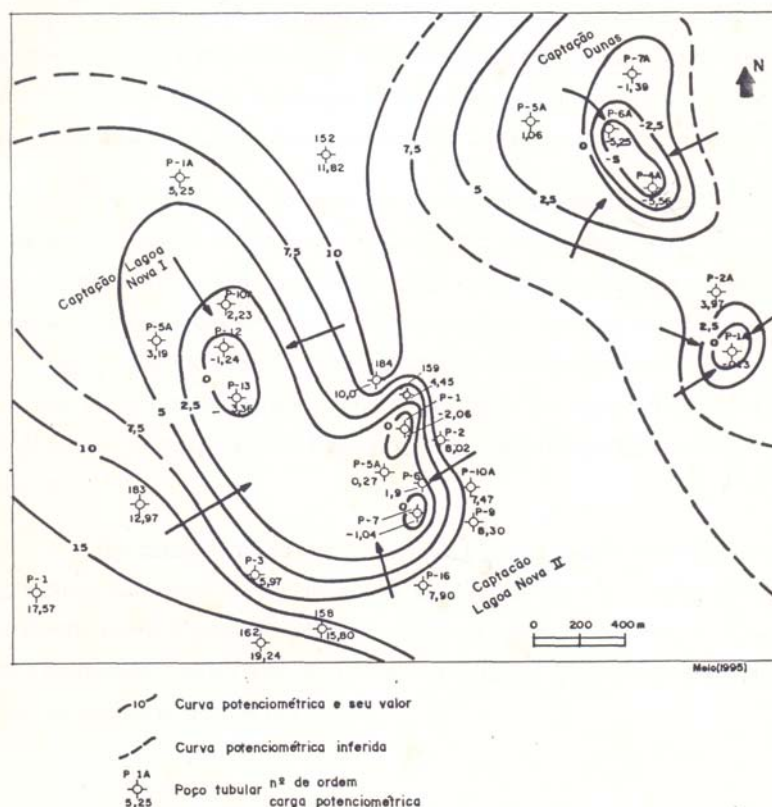 Captação
Dunas
P-7A
-1,39
N
P-5A
1,06
P-6A
-5,25
-2,5
0
-5
P-4A
-5,56
7,5
5
2,5
152
11,82
P-1A
5,25
7,5
10
Captação Lagoa
Nova I
P-10A
2,23
P-5A
3,19
P-12
-1,24
0
P-13
3,36
5
2,5
P-2A
3,97
2,5
0
P-1A
184
10,0
159
4,45
P-1
-2,06
0
P-2
8,02
P-5A
0,27
P-6
1,9
P-10A
7,47
0
P-7
-1,04
P-9
8,30
7,5
10
183
12,97
15
P-1
17,57
P-3
5,97
P-16
7,90
Captação
Lagoa Nova II
158
15,80
162
19,24
0 200 400m
Melo(1995)
10 Curva potenciométrica e seu valor
Curva potenciométrica inferida
P 1A
5,25
Poço tubular nº de ordem
carga potenciométrica